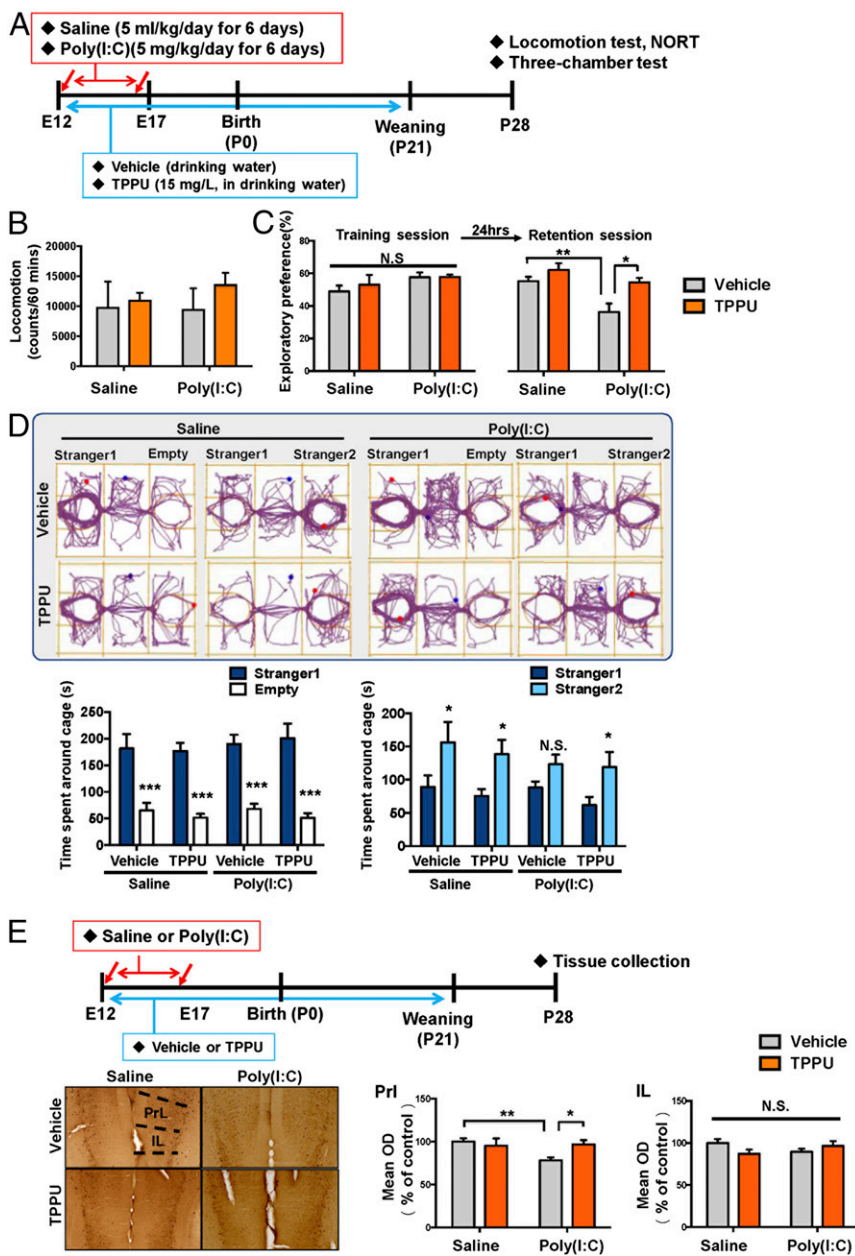 A
◆ Saline (5 ml/kg/day for 6 days)
◆ Poly(I:C)(5 mg/kg/day for 6 days)
◆ Locomotion test, NORT
◆ Three-chamber test
E12 E17 Birth (P0) Weaning (P21) P28
◆ Vehicle (drinking water)
◆ TPPU (15 mg/L, in drinking water)
B
Locomotion (counts/60 mins)
20000
15000
10000
5000
0
Saline Poly(I:C)
C
Exploratory preference(%)
80
60
40
20
0
Training session 24hrs Retention session
N.S
** *
Saline Poly(I:C) Saline Poly(I:C)
Vehicle
TPPU
D
Saline Poly(I:C)
Stranger1 Empty Stranger1 Stranger2 Stranger1 Empty Stranger1 Stranger2
Vehicle
TPPU
Stranger1
Empty
Time spent around cage (s)
250
200
150
100
50
0
*** *** *** ***
Vehicle TPPU Vehicle TPPU
Saline Poly(I:C)
Stranger1
Stranger2
Time spent around cage (s)
200
150
100
50
0
* * N.S. *
Vehicle TPPU Vehicle TPPU
Saline Poly(I:C)
E
◆ Saline or Poly(I:C)
◆ Tissue collection
E12 E17 Birth (P0) Weaning (P21) P28
◆ Vehicle or TPPU
Saline Poly(I:C)
Vehicle
TPPU
PrL
IL
Vehicle
TPPU
Prl
Mean OD ( % of control )
150
100
50
0
** *
Saline Poly(I:C)
IL
Mean OD ( % of control )
150
100
50
0
N.S.
Saline Poly(I:C)